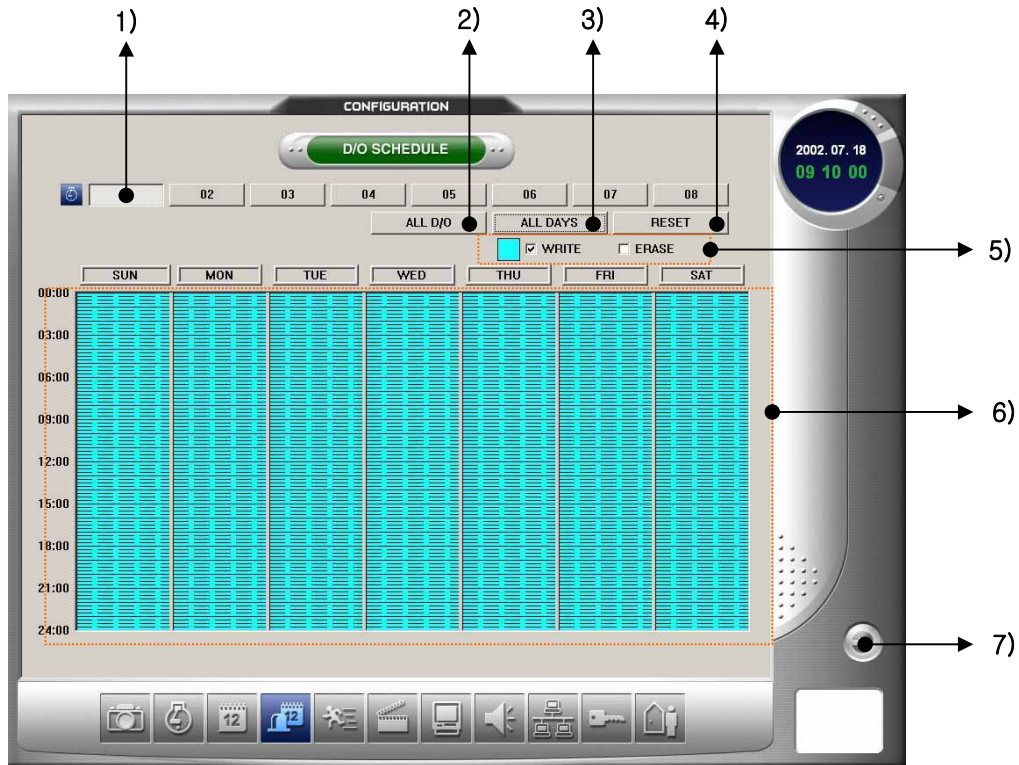 1) 2) 3) 4)
CONFIGURATION
D/O SCHEDULE
2002. 07. 18
09 10 00
02 03 04 05 06 07 08
ALL D/O ALL DAYS RESET
WRITE ERASE 5)
SUN MON TUE WED THU FRI SAT
00:00
03:00
06:00
09:00 6)
12:00
15:00
18:00
21:00
24:00
7)
12 12